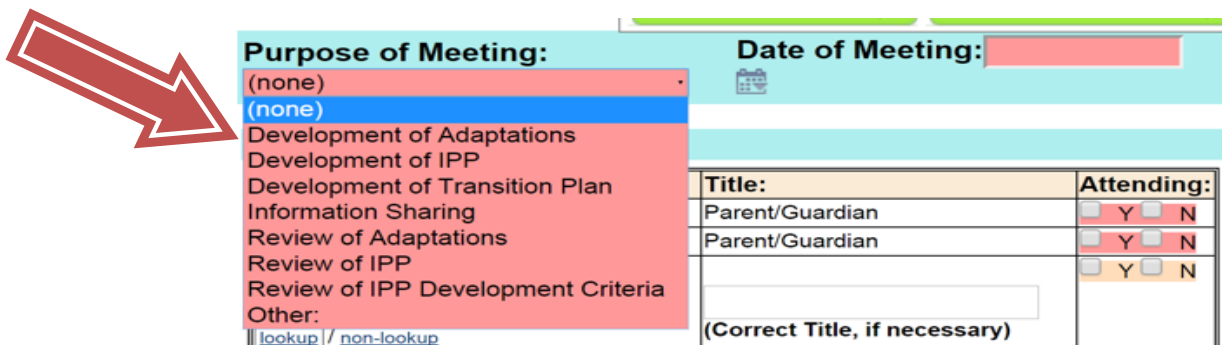 Purpose of Meeting:
Date of Meeting:
(none)
(none)
Development of Adaptations
Development of IPP
Development of Transition Plan
Information Sharing
Review of Adaptations
Review of IPP
Review of IPP Development Criteria
Other:
lookup / non-lookup
Title:
Attending:
Parent/Guardian
Y N
Parent/Guardian
Y N
Y N
(Correct Title, if necessary)